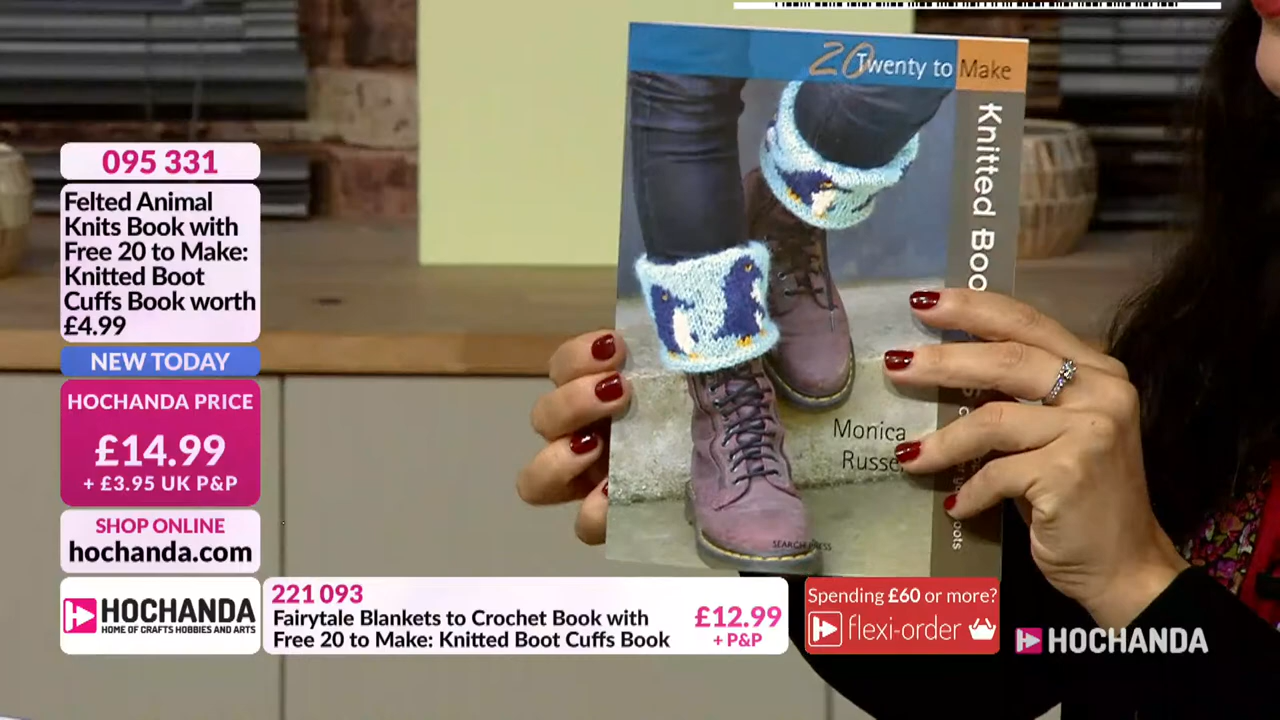 20 Twenty to Make
Knitted Boo
Monica
Russe
SEARCH PRESS
095 331
Felted Animal
Knits Book with
Free 20 to Make:
Knitted Boot
Cuffs Book worth
£4.99
NEW TODAY
HOCHANDA PRICE
£14.99
+ £3.95 UK P&P
SHOP ONLINE
hochanda.com
HOCHANDA
HOME OF CRAFTS HOBBIES AND ARTS
221 093
Fairytale Blankets to Crochet Book with
Free 20 to Make: Knitted Boot Cuffs Book
£12.99
+ P&P
Spending £60 or more?
flexi-order
HOCHANDA